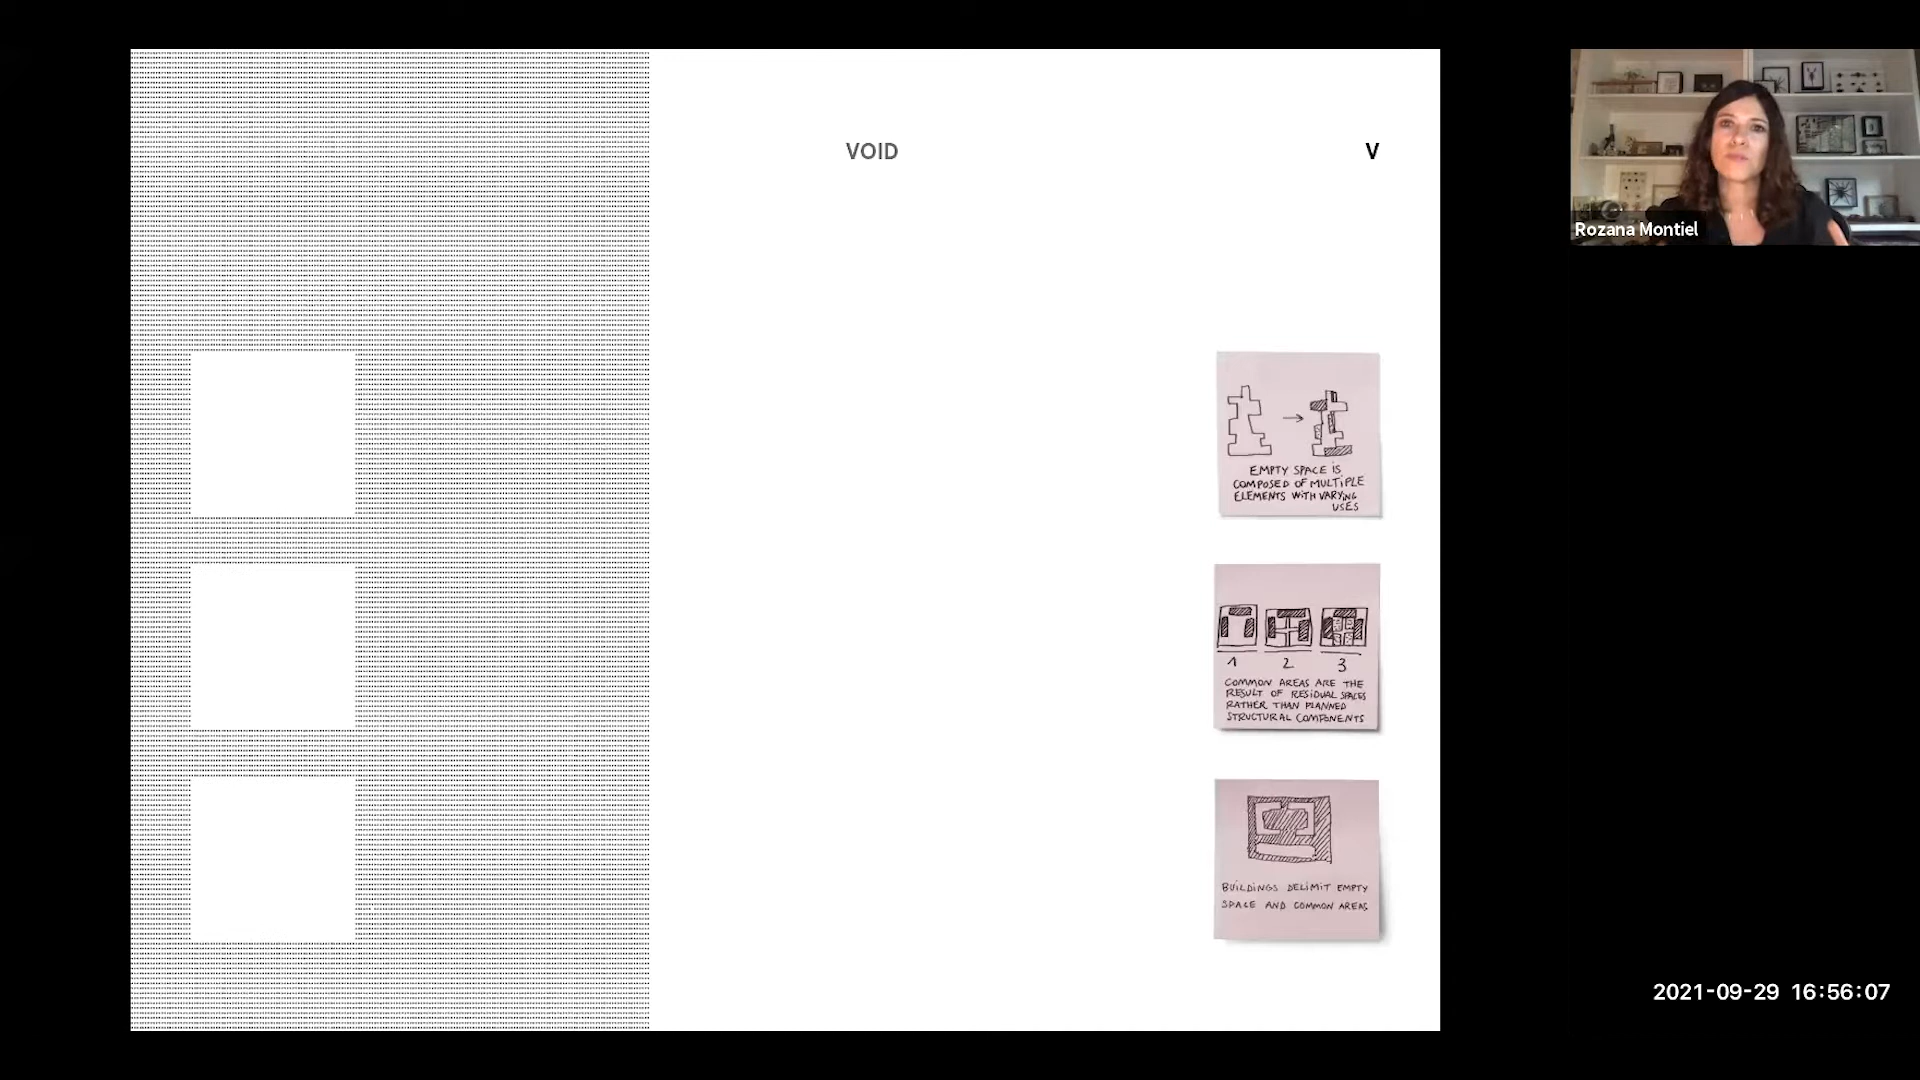 VOID
V
Rozana Montiel
EMPTY SPACE IS
COMPOSED OF MULTIPLE
ELEMENTS WITH VARYING
USES
1 2 3
COMMON AREAS ARE THE
RESULT OF RESIDUAL SPACES
RATHER THAN PLANNED
STRUCTURAL COMPONENTS
BUILDINGS DELIMIT EMPTY
SPACE AND COMMON AREAS
2021-09-29 16:56:07